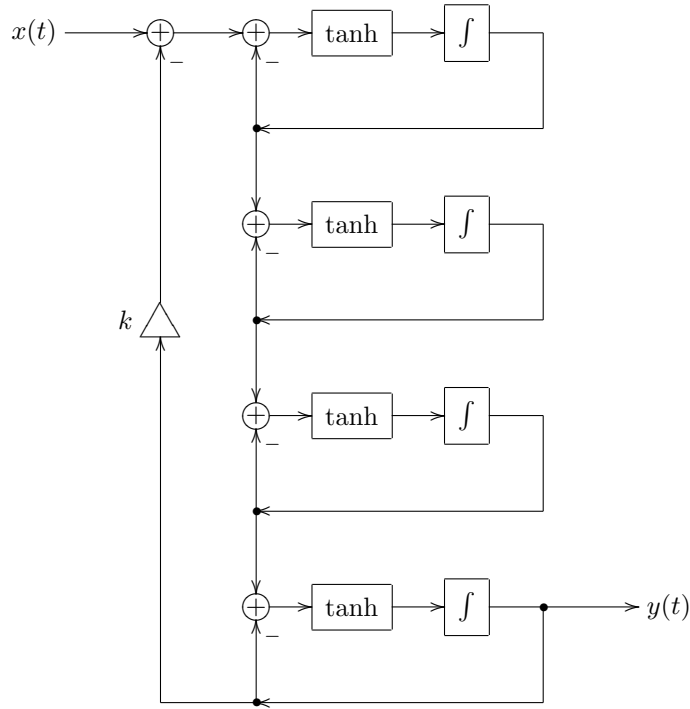 x(t) + + tanh ∫
− −
+ tanh ∫
−
k
+ tanh ∫
−
+ tanh ∫ y(t)
−